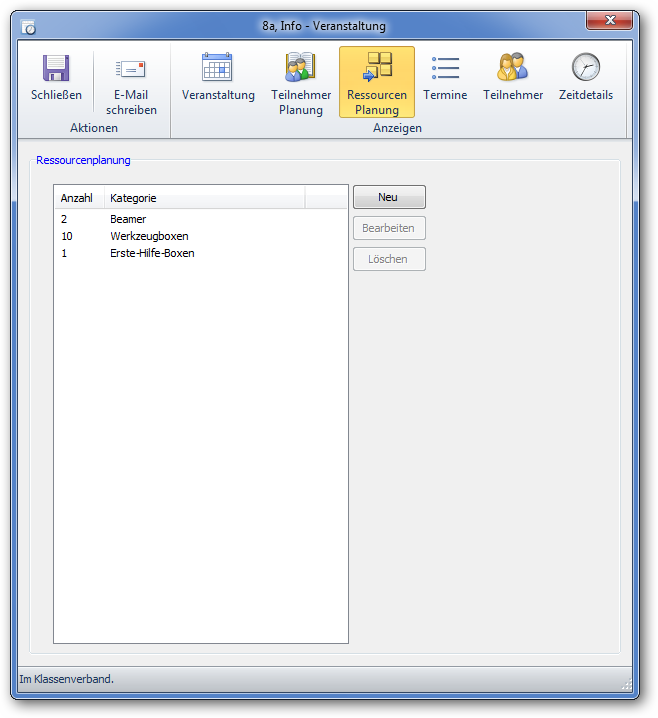 8a, Info - Veranstaltung
Schließen
E-Mail schreiben
Veranstaltung
Teilnehmer Planung
Ressourcen Planung
Termine
Teilnehmer
Zeitdetails
Aktionen
Anzeigen
Ressourcenplanung
Anzahl Kategorie
2 Beamer
10 Werkzeugboxen
1 Erste-Hilfe-Boxen
Neu
Bearbeiten
Löschen
Im Klassenverband.